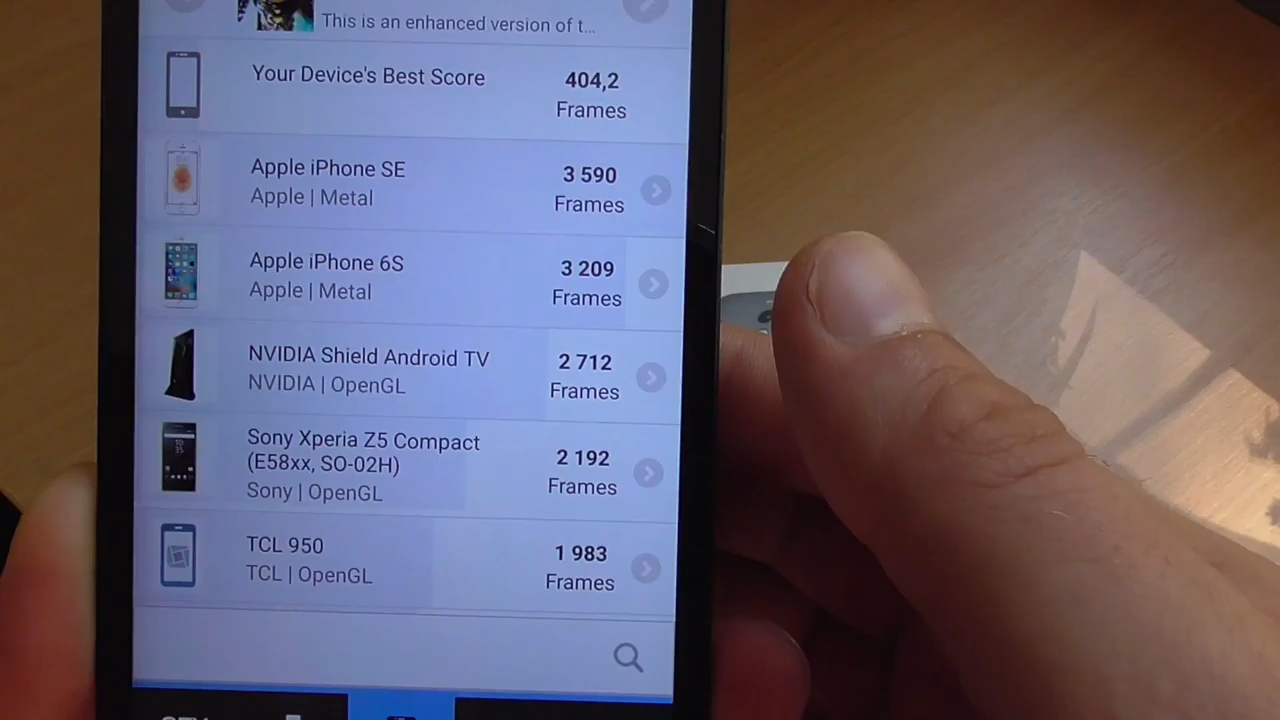 This is an enhanced version of t…
Your Device's Best Score
404,2
Frames
Apple iPhone SE
3 590
Apple | Metal
Frames
Apple iPhone 6S
3 209
Apple | Metal
Frames
NVIDIA Shield Android TV
2 712
NVIDIA | OpenGL
Frames
Sony Xperia Z5 Compact
(E58xx, SO-02H)
2 192
Sony | OpenGL
Frames
TCL 950
1 983
TCL | OpenGL
Frames